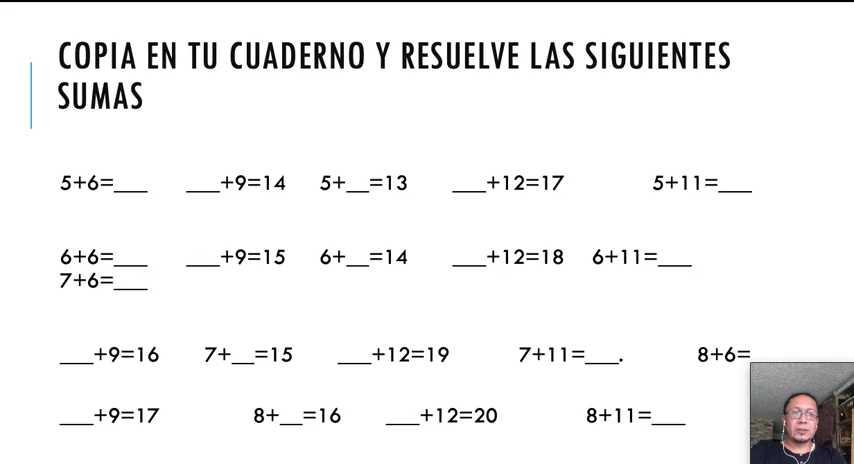 COPIA EN TU CUADERNO Y RESUELVE LAS SIGUIENTES
SUMAS
5+6=___ ___+9=14 5+__=13 ___+12=17 5+11=___
6+6=___ ___+9=15 6+__=14 ___+12=18 6+11=___
7+6=___
___+9=16 7+__=15 ___+12=19 7+11=___. 8+6=
___+9=17 8+__=16 ___+12=20 8+11=___